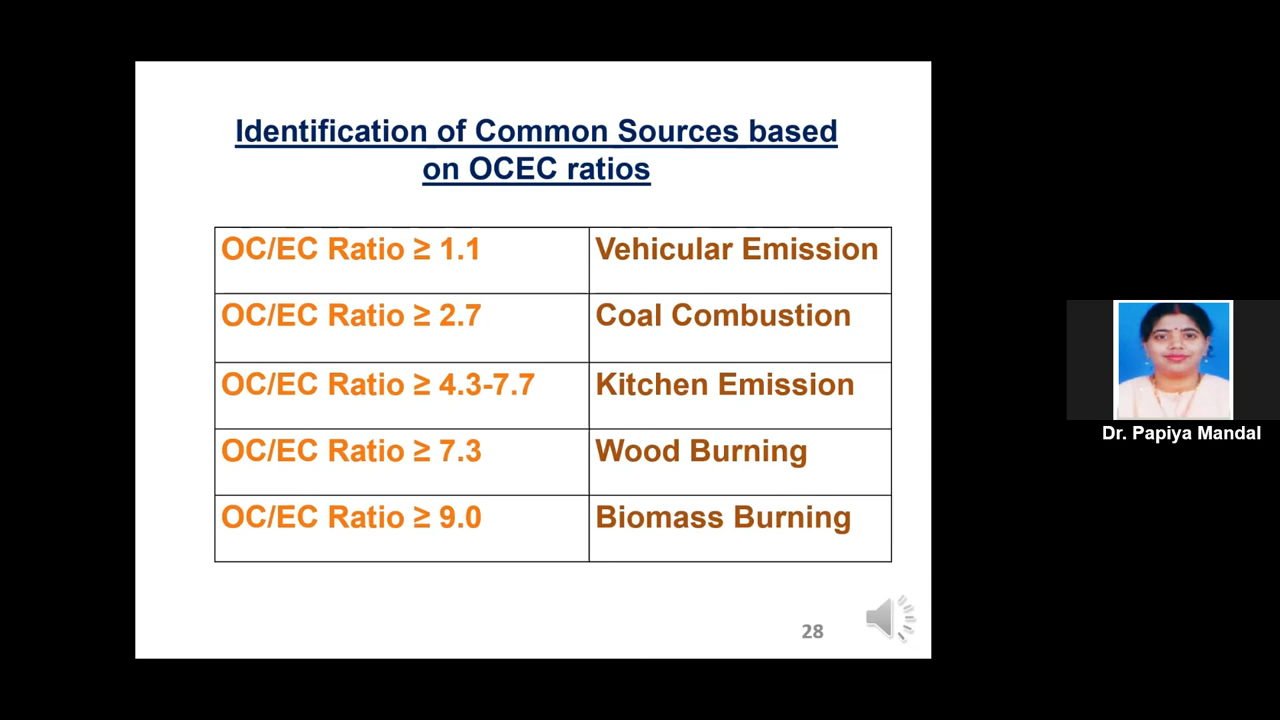 Identification of Common Sources based
on OCEC ratios
OC/EC Ratio ≥ 1.1 Vehicular Emission
OC/EC Ratio ≥ 2.7 Coal Combustion
OC/EC Ratio ≥ 4.3-7.7 Kitchen Emission
OC/EC Ratio ≥ 7.3 Wood Burning
OC/EC Ratio ≥ 9.0 Biomass Burning
28
Dr. Papiya Mandal